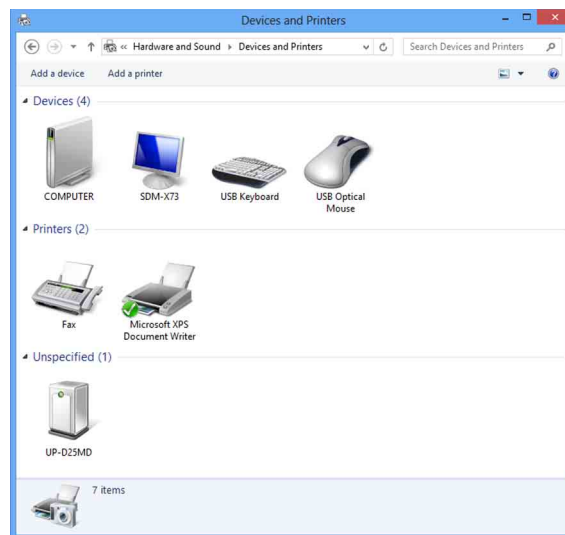 Devices and Printers
« Hardware and Sound ▸ Devices and Printers
Search Devices and Printers
Add a device Add a printer
Devices (4)
COMPUTER SDM-X73 USB Keyboard USB Optical
Mouse
Printers (2)
Fax Microsoft XPS
Document Writer
Unspecified (1)
UP-D25MD
7 items